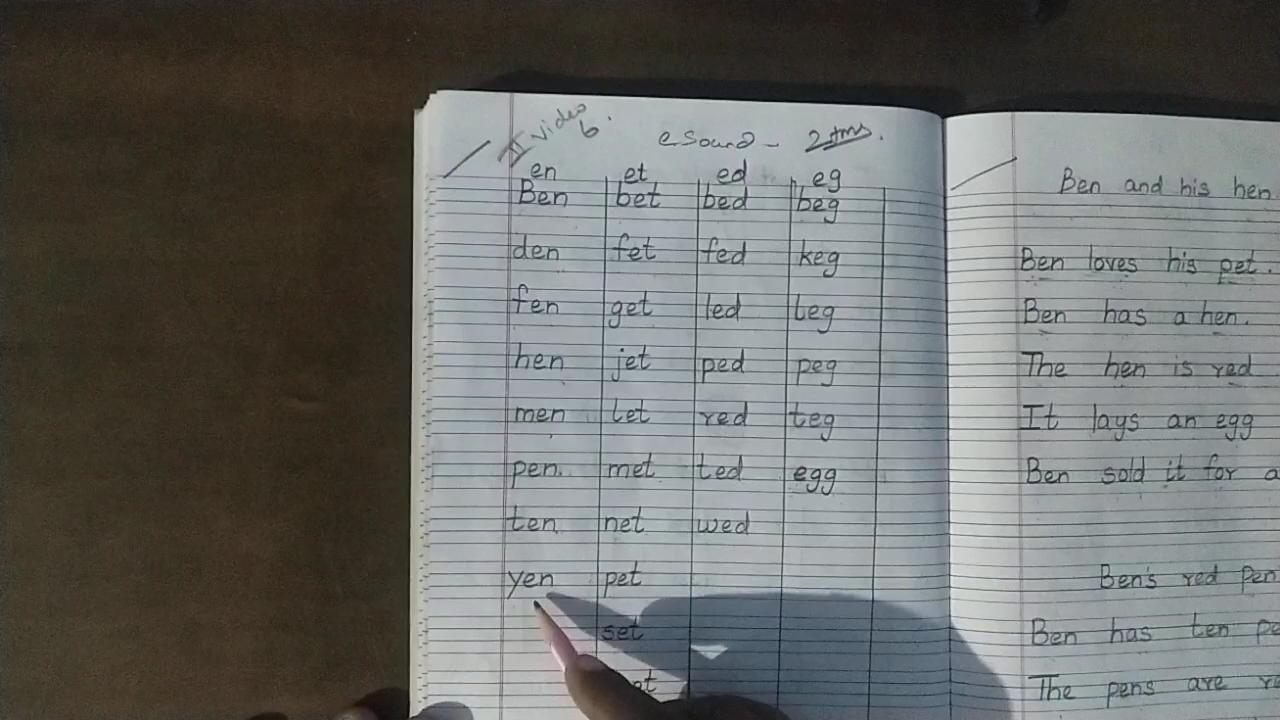 II Video 6.
e Sound - 2 tms.
en et ed eg
Ben bet bed beg
den fet fed keg
fen get led leg
hen jet ped peg
men let red teg
pen. met ted egg
ten net wed
yen pet
set
Ben and his hen
Ben loves his pet.
Ben has a hen.
The hen is red
It lays an egg
Ben sold it for a
Ben's red pen
Ben has ten
The pens are